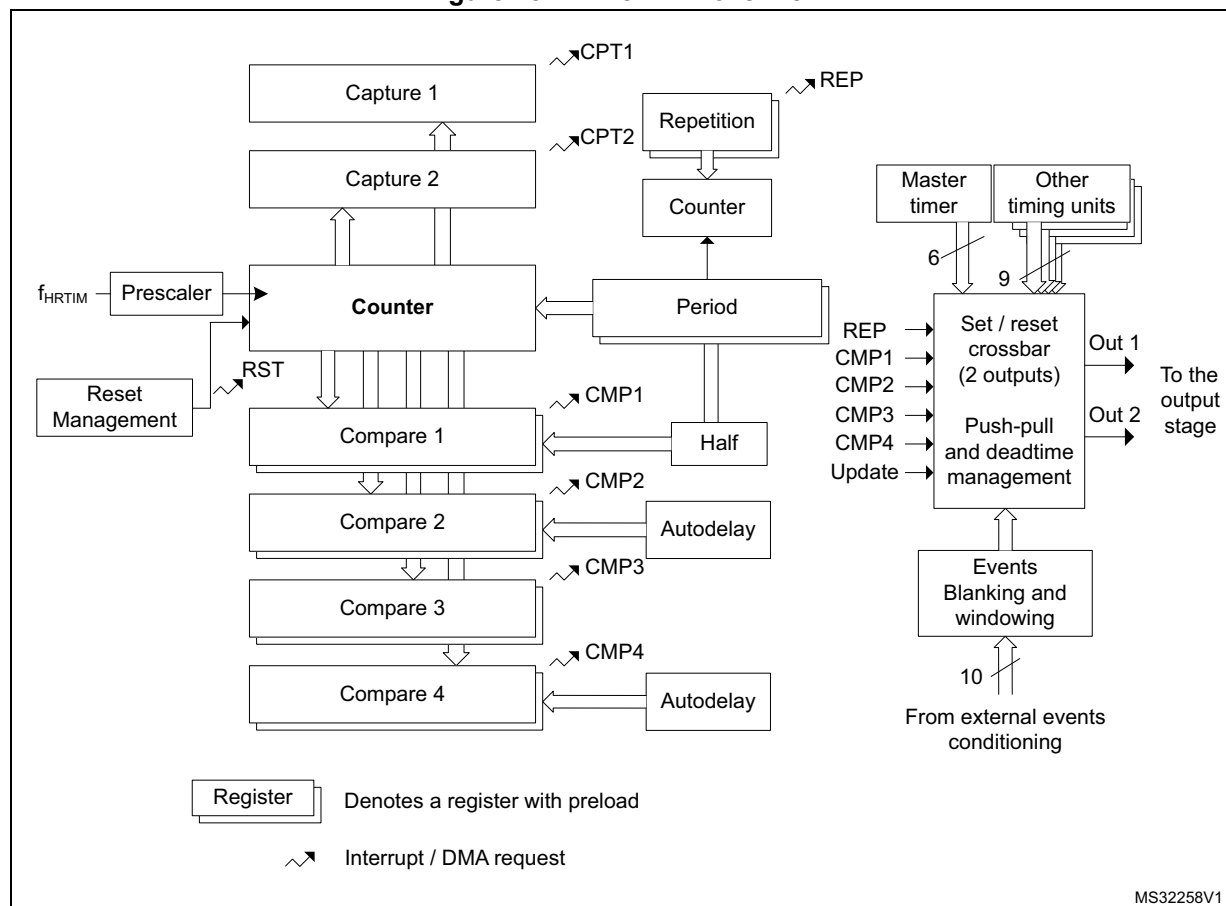 CPT1
Capture 1
REP
Repetition
CPT2
Capture 2
Master
timer
Other
timing units
Counter
6
9
fHRTIM
Prescaler
Counter
Period
REP
CMP1
CMP2
CMP3
CMP4
Update
Set / reset
crossbar
(2 outputs)
Push-pull
and deadtime
management
Out 1
Out 2
To the
output
stage
RST
Reset
Management
CMP1
Compare 1
Half
CMP2
Compare 2
Autodelay
CMP3
Compare 3
Events
Blanking and
windowing
CMP4
Compare 4
Autodelay
10
From external events
conditioning
Register
Denotes a register with preload
Interrupt / DMA request
MS32258V1